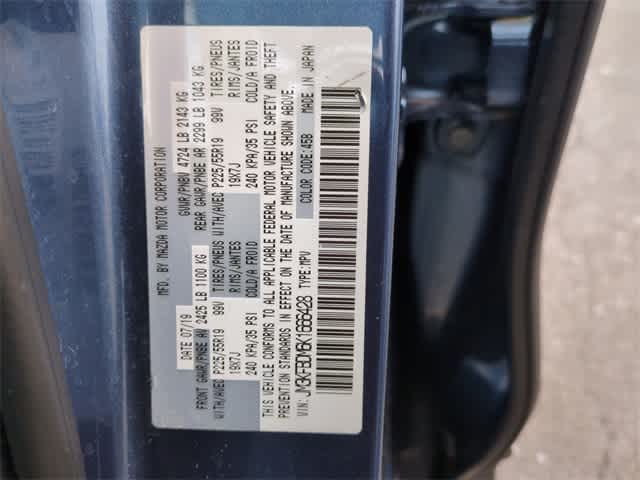 MFD. BY MAZDA MOTOR CORPORATION
DATE 07/19 GVWR/PNBV 4724 LB 2143 KG
FRONT GAWR/PNBE AV 2425 LB 1100 KG REAR GAWR/PNBE AR 2299 LB 1043 KG
WITH/AVEC P225/55R19 99V TIRES/PNEUS WITH/AVEC P225/55R19 99V TIRES/PNEUS
19X7J RIMS/JANTES 19X7J RIMS/JANTES
240 KPA/35 PSI COLD/A FROID 240 KPA/35 PSI COLD/A FROID
THIS VEHICLE CONFORMS TO ALL APPLICABLE FEDERAL MOTOR VEHICLE SAFETY AND THEFT
PREVENTION STANDARDS IN EFFECT ON THE DATE OF MANUFACTURE SHOWN ABOVE.
VIN: JM3KFBDM6K1666428 TYPE:MPV COLOR CODE:45B MADE IN JAPAN